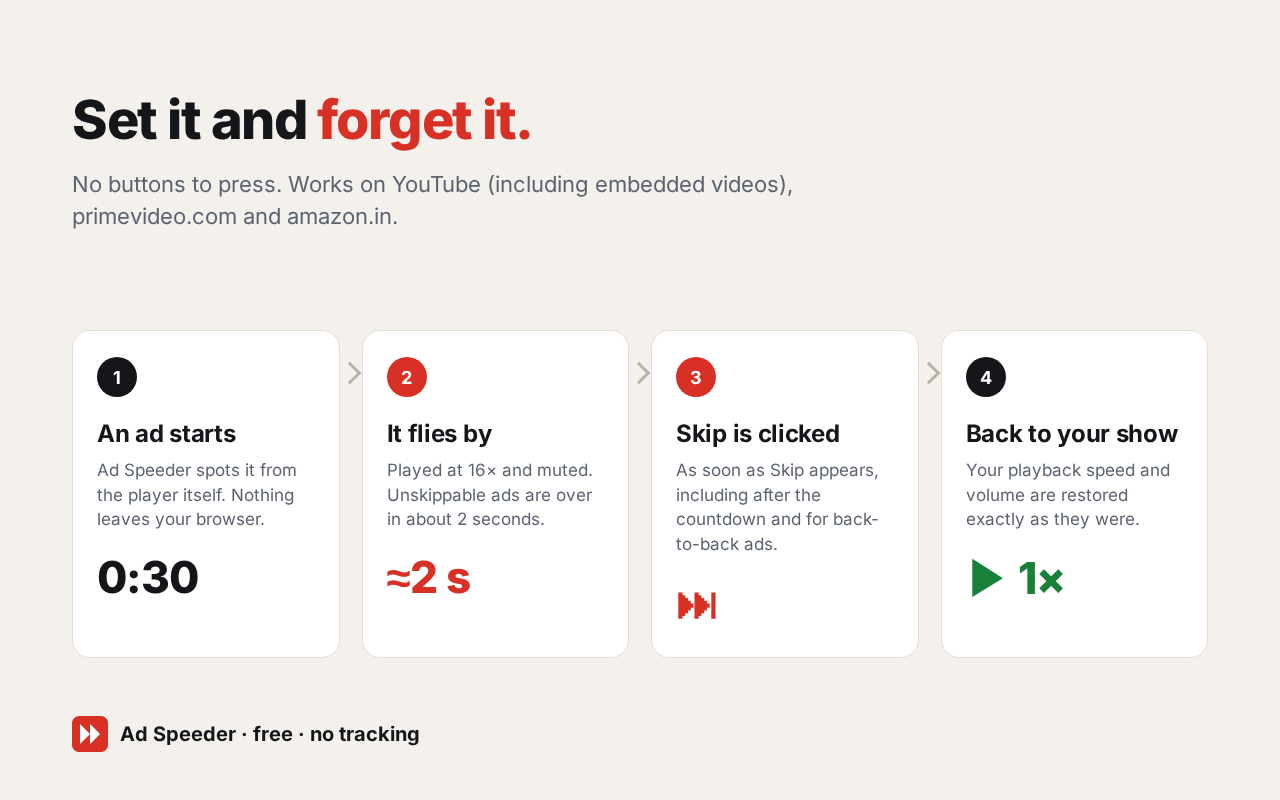 Set it and forget it.
No buttons to press. Works on YouTube (including embedded videos),
primevideo.com and amazon.in.
1
An ad starts
Ad Speeder spots it from
the player itself. Nothing
leaves your browser.
0:30
2
It flies by
Played at 16× and muted.
Unskippable ads are over
in about 2 seconds.
≈2 s
3
Skip is clicked
As soon as Skip appears,
including after the
countdown and for back-
to-back ads.
⏭
4
Back to your show
Your playback speed and
volume are restored
exactly as they were.
▶ 1×
Ad Speeder · free · no tracking